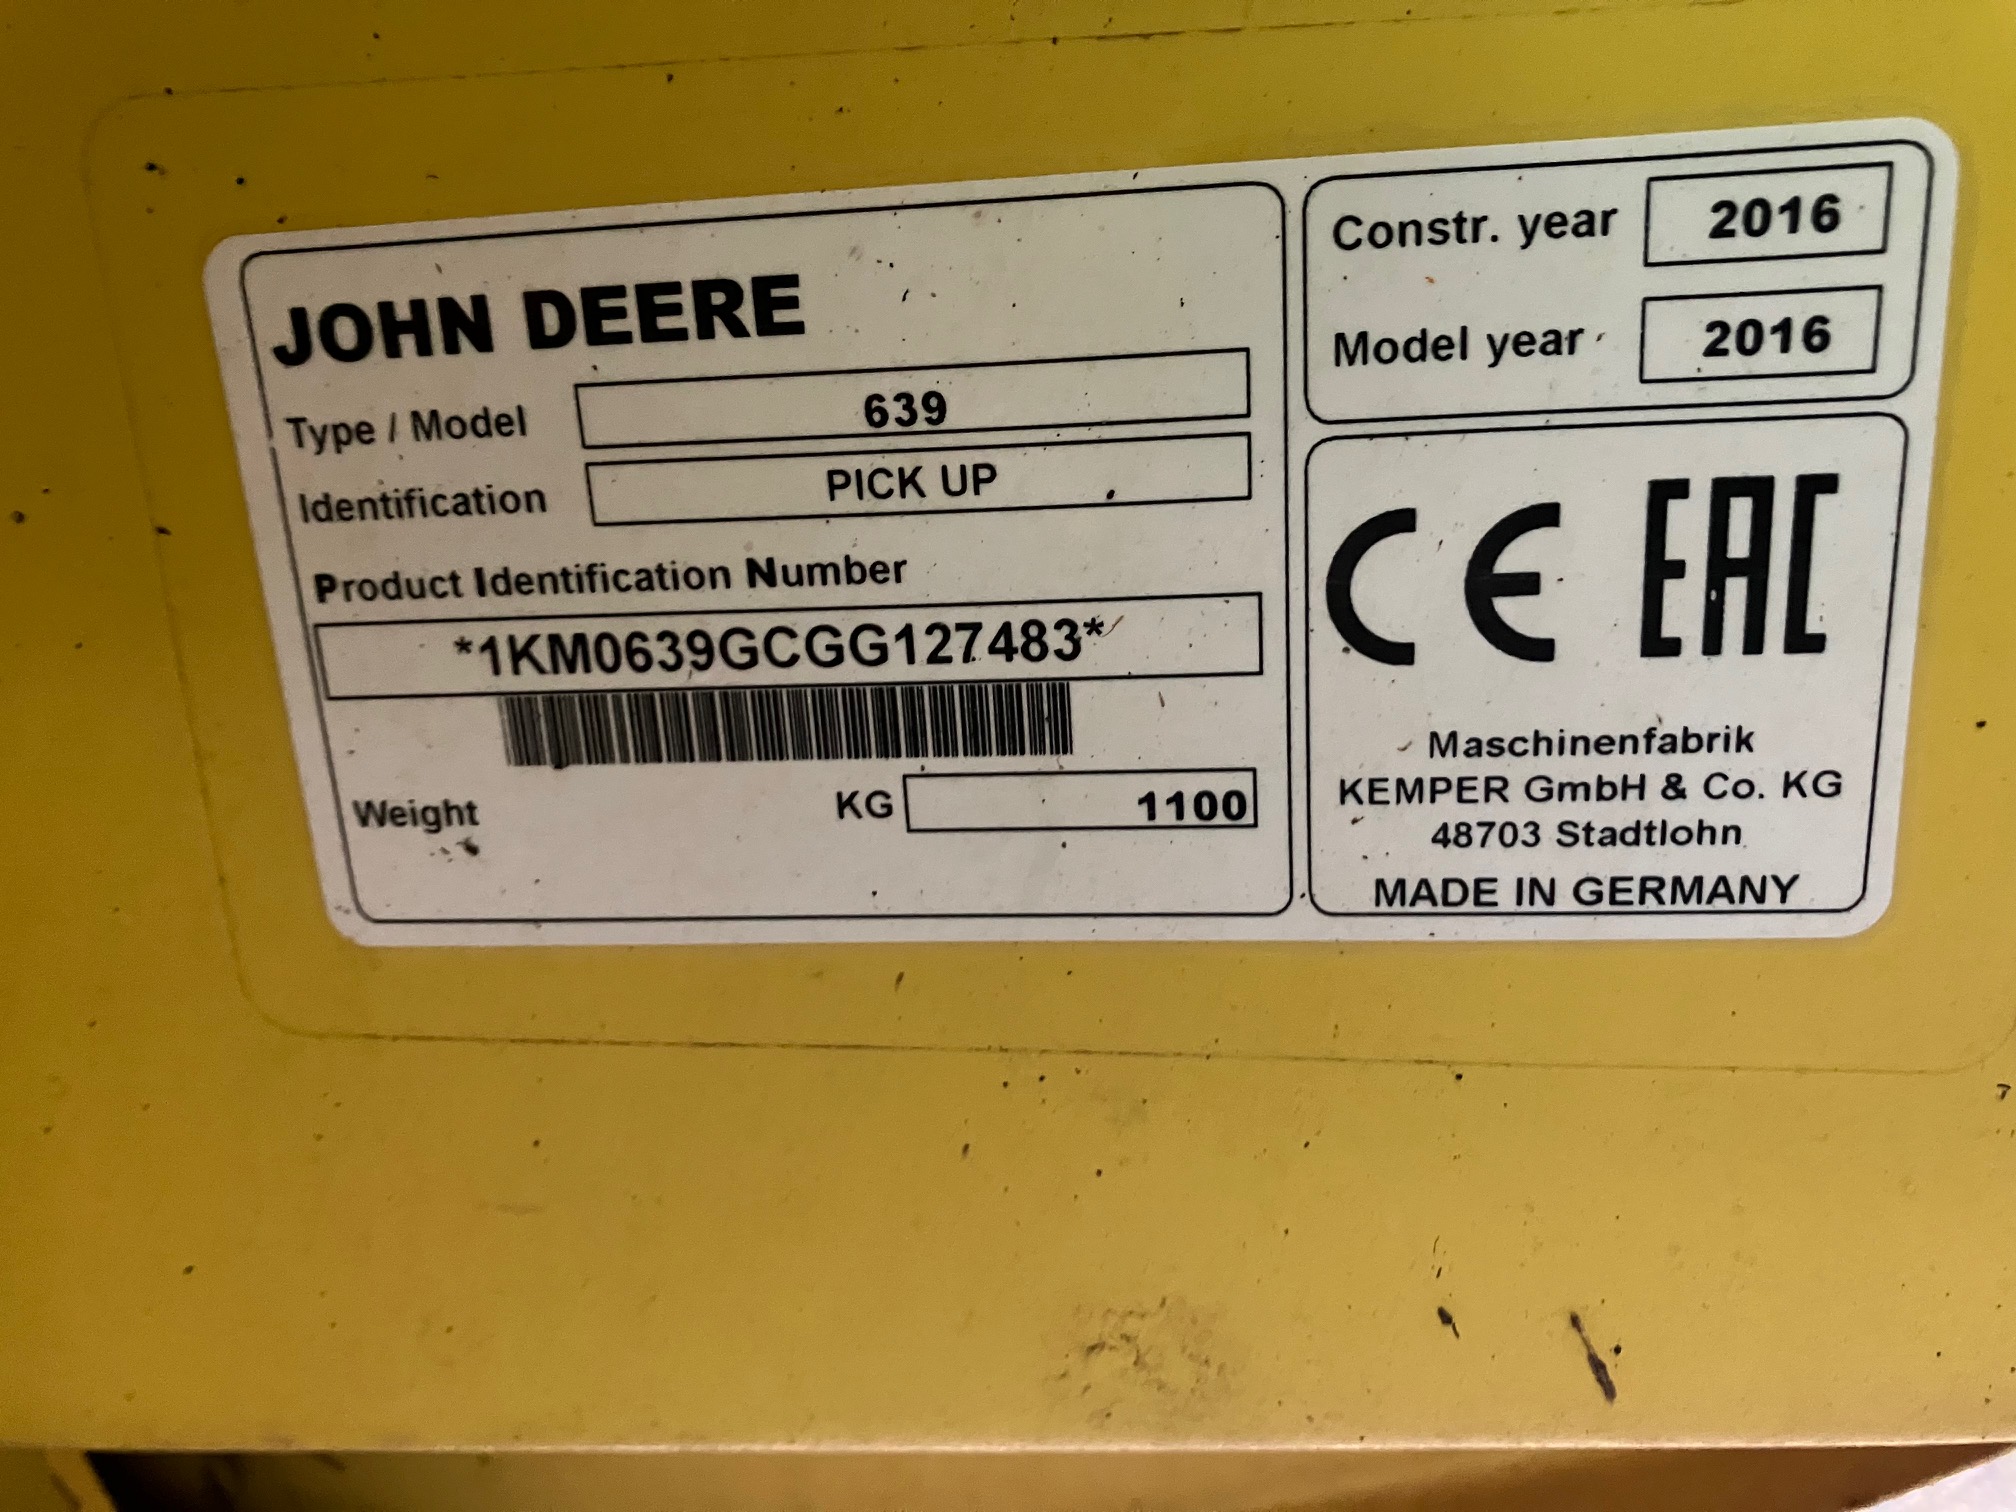 JOHN DEERE
Type / Model 639
Identification PICK UP
Product Identification Number
*1KM0639GCGG127483*
Weight KG 1100
Constr. year 2016
Model year 2016
CE EAC
Maschinenfabrik
KEMPER GmbH & Co. KG
48703 Stadtlohn
MADE IN GERMANY